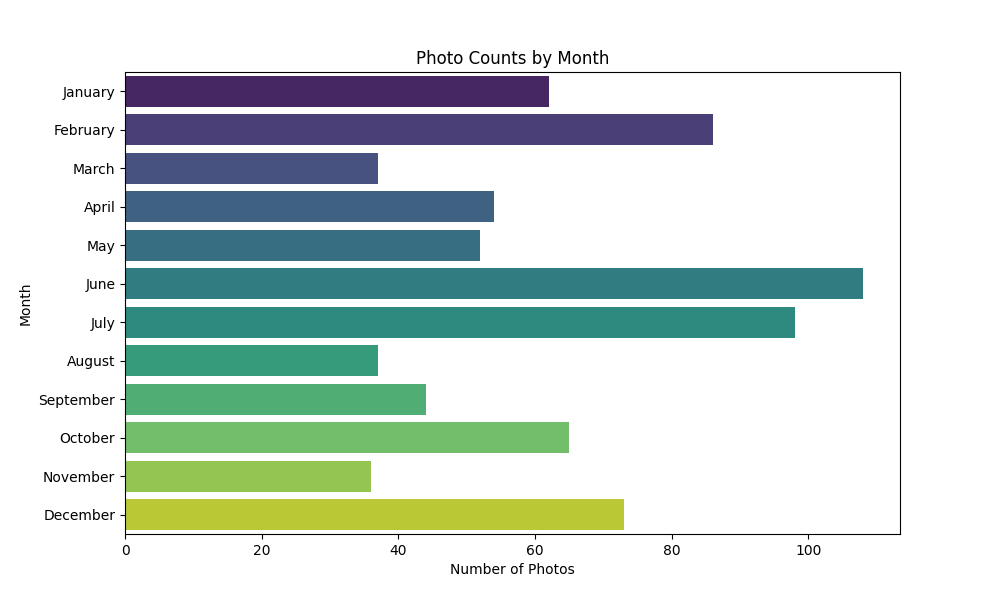 Photo Counts by Month
January
February
March
April
May
June
July
August
September
October
November
December
Month
0 20 40 60 80 100
Number of Photos